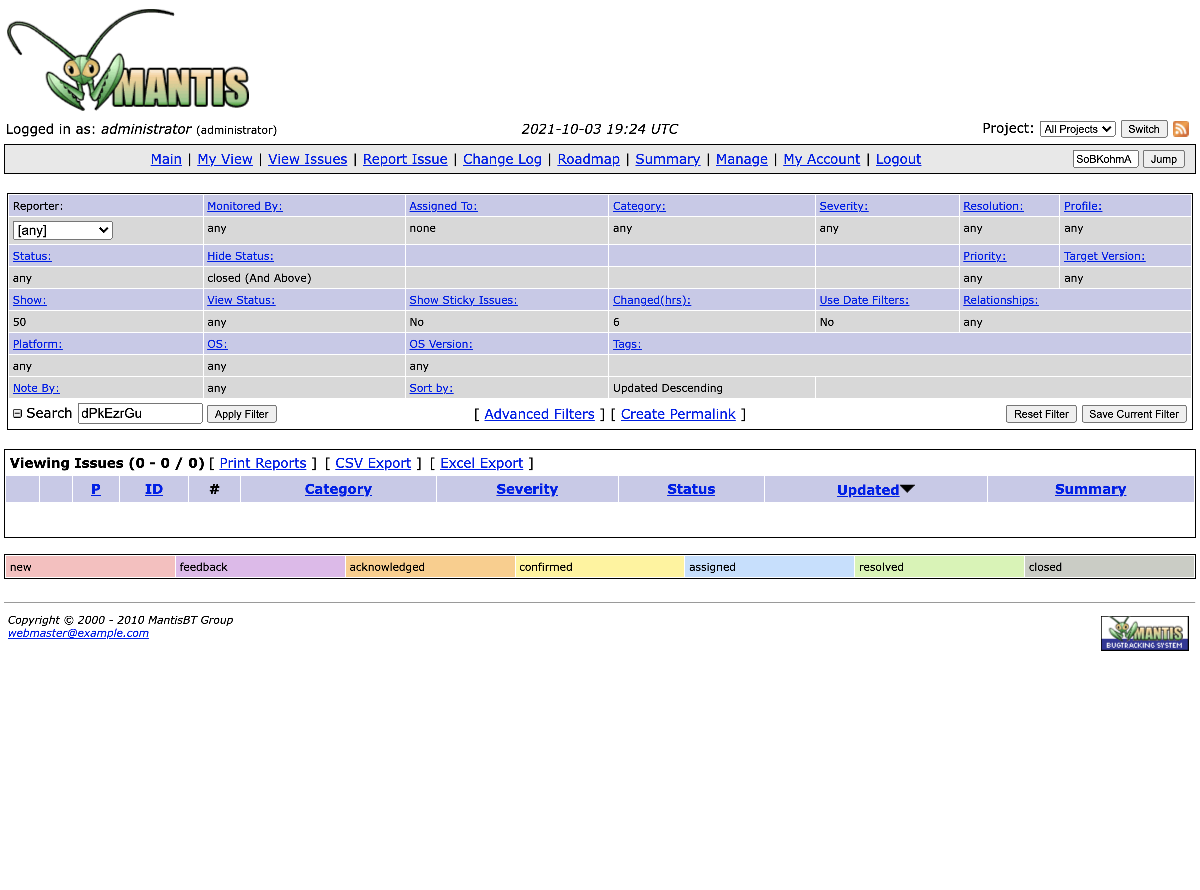 MANTIS
Logged in as: administrator (administrator)
2021-10-03 19:24 UTC
Project: All Projects Switch
Main | My View | View Issues | Report Issue | Change Log | Roadmap | Summary | Manage | My Account | Logout
SoBKohmA Jump
Reporter: Monitored By: Assigned To: Category: Severity: Resolution: Profile:
[any] any none any any any any
Status: Hide Status: Priority: Target Version:
any closed (And Above) any any
Show: View Status: Show Sticky Issues: Changed(hrs): Use Date Filters: Relationships:
50 any No 6 No any
Platform: OS: OS Version: Tags:
any any any
Note By: any Sort by: Updated Descending
Search dPkEzrGu Apply Filter [ Advanced Filters ] [ Create Permalink ] Reset Filter Save Current Filter
Viewing Issues (0 - 0 / 0) [ Print Reports ] [ CSV Export ] [ Excel Export ]
P ID # Category Severity Status Updated Summary
new feedback acknowledged confirmed assigned resolved closed
Copyright © 2000 - 2010 MantisBT Group
webmaster@example.com
MANTIS
BUGTRACKING SYSTEM